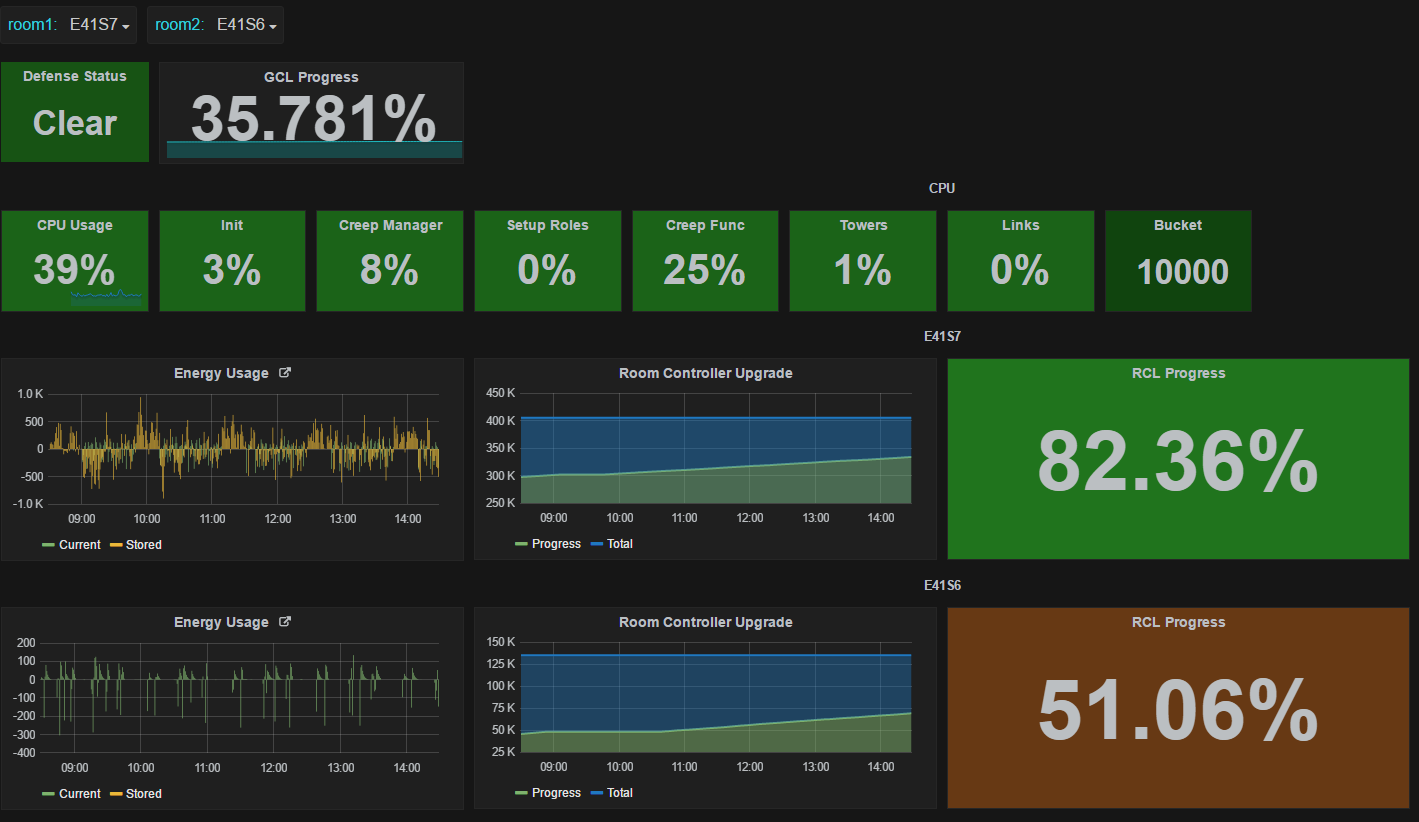 room1: E41S7 room2: E41S6
Defense Status GCL Progress
Clear 35.781%
CPU
CPU Usage Init Creep Manager Setup Roles Creep Func Towers Links Bucket
39% 3% 8% 0% 25% 1% 0% 10000
E41S7
Energy Usage
1.0 K
500
0
-500
-1.0 K
09:00 10:00 11:00 12:00 13:00 14:00
Current Stored
Room Controller Upgrade
450 K
400 K
350 K
300 K
250 K
09:00 10:00 11:00 12:00 13:00 14:00
Progress Total
RCL Progress
82.36%
E41S6
Energy Usage
200
100
0
-100
-200
-300
-400
09:00 10:00 11:00 12:00 13:00 14:00
Current Stored
Room Controller Upgrade
150 K
125 K
100 K
75 K
50 K
25 K
09:00 10:00 11:00 12:00 13:00 14:00
Progress Total
RCL Progress
51.06%